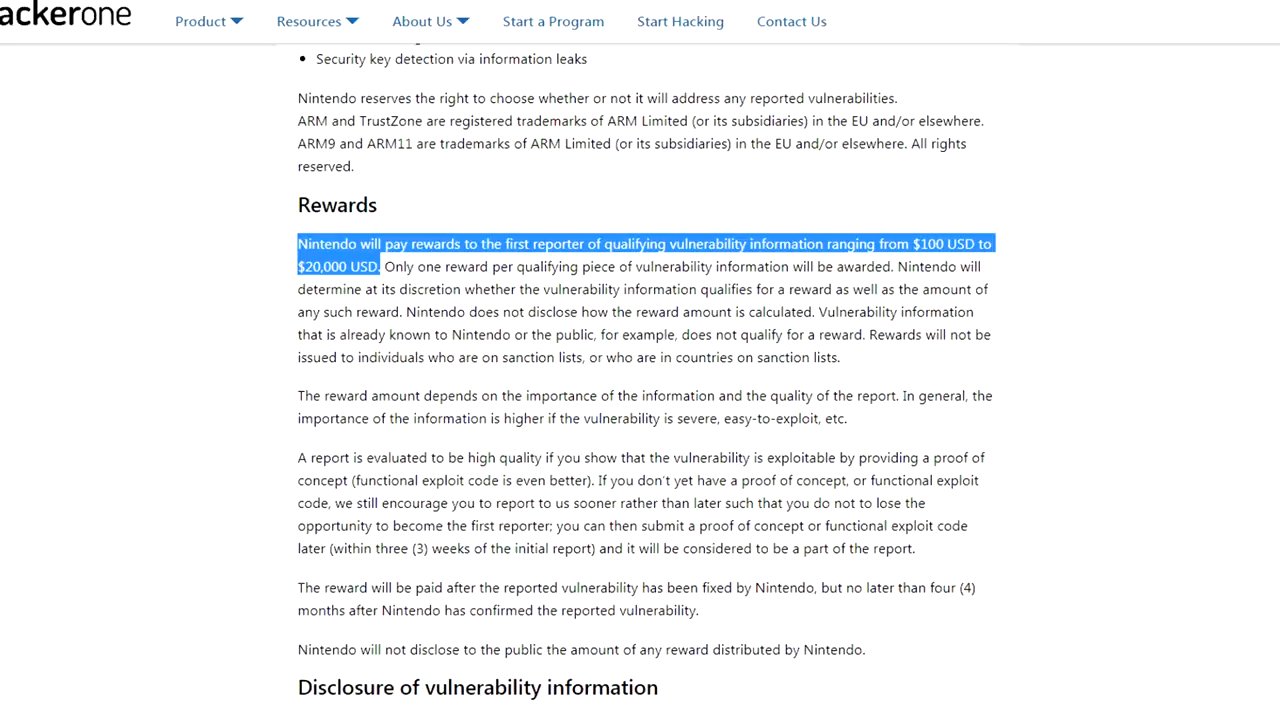 ackerone
Product Resources About Us Start a Program Start Hacking Contact Us
Security key detection via information leaks
Nintendo reserves the right to choose whether or not it will address any reported vulnerabilities.
ARM and TrustZone are registered trademarks of ARM Limited (or its subsidiaries) in the EU and/or elsewhere.
ARM9 and ARM11 are trademarks of ARM Limited (or its subsidiaries) in the EU and/or elsewhere. All rights
reserved.
Rewards
Nintendo will pay rewards to the first reporter of qualifying vulnerability information ranging from $100 USD to
$20,000 USD. Only one reward per qualifying piece of vulnerability information will be awarded. Nintendo will
determine at its discretion whether the vulnerability information qualifies for a reward as well as the amount of
any such reward. Nintendo does not disclose how the reward amount is calculated. Vulnerability information
that is already known to Nintendo or the public, for example, does not qualify for a reward. Rewards will not be
issued to individuals who are on sanction lists, or who are in countries on sanction lists.
The reward amount depends on the importance of the information and the quality of the report. In general, the
importance of the information is higher if the vulnerability is severe, easy-to-exploit, etc.
A report is evaluated to be high quality if you show that the vulnerability is exploitable by providing a proof of
concept (functional exploit code is even better). If you don't yet have a proof of concept, or functional exploit
code, we still encourage you to report to us sooner rather than later such that you do not to lose the
opportunity to become the first reporter; you can then submit a proof of concept or functional exploit code
later (within three (3) weeks of the initial report) and it will be considered to be a part of the report.
The reward will be paid after the reported vulnerability has been fixed by Nintendo, but no later than four (4)
months after Nintendo has confirmed the reported vulnerability.
Nintendo will not disclose to the public the amount of any reward distributed by Nintendo.
Disclosure of vulnerability information